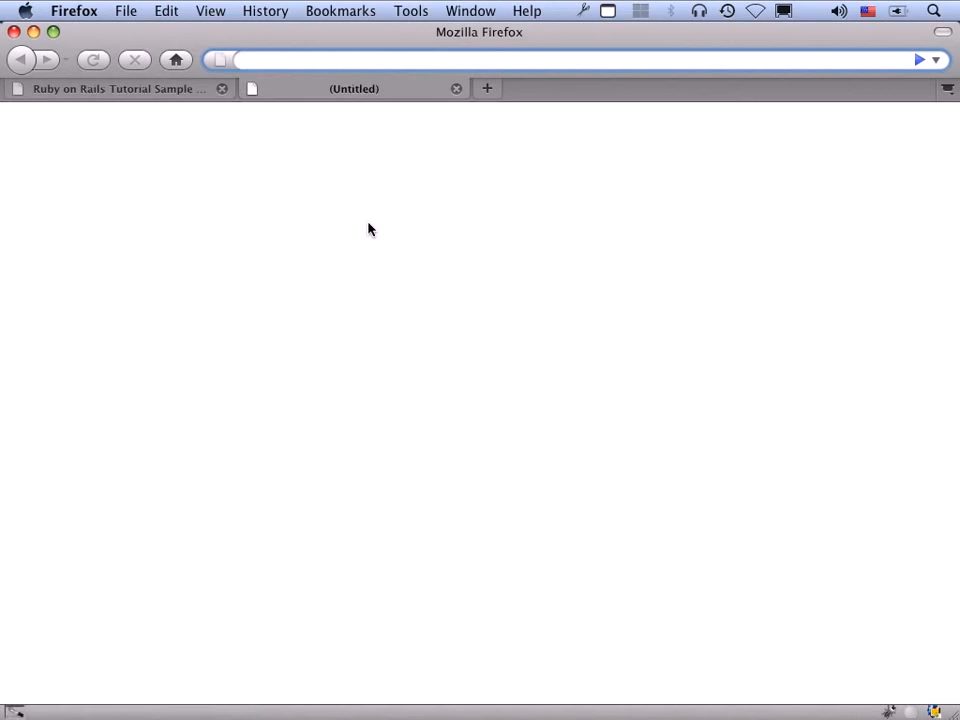 Firefox File Edit View History Bookmarks Tools Window Help
Mozilla Firefox
Ruby on Rails Tutorial Sample ... (Untitled)